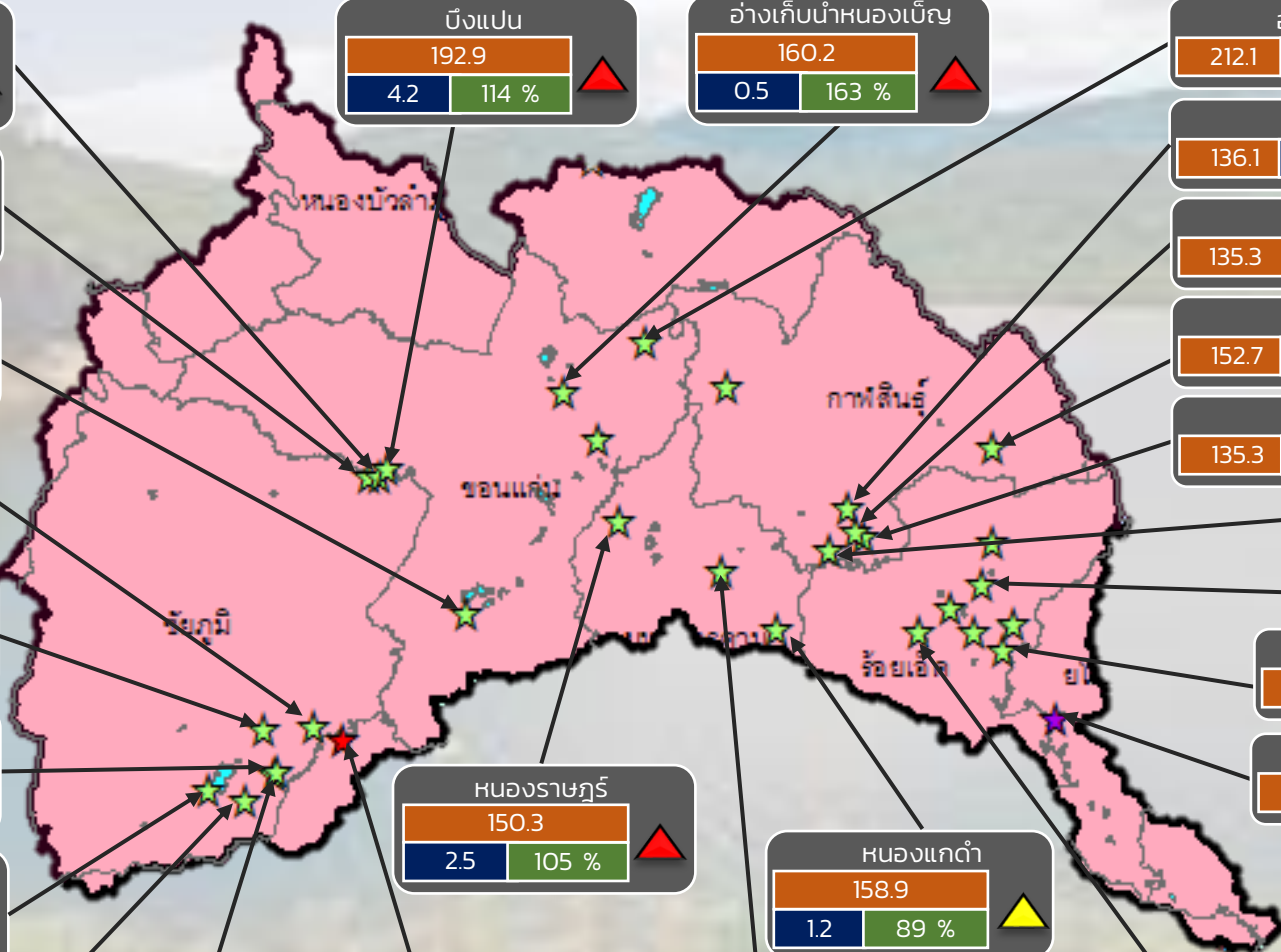 บึงแปน
192.9
4.2 114 %
อ่างเก็บน้ำหนองเบ็ญ
160.2
0.5 163 %
212.1
136.1
135.3
152.7
135.3
หนองบัวลำภู
กาฬสินธุ์
ขอนแก่น
ชัยภูมิ
ร้อยเอ็ด
หนองราษฎร์
150.3
2.5 105 %
หนองแกดำ
158.9
1.2 89 %